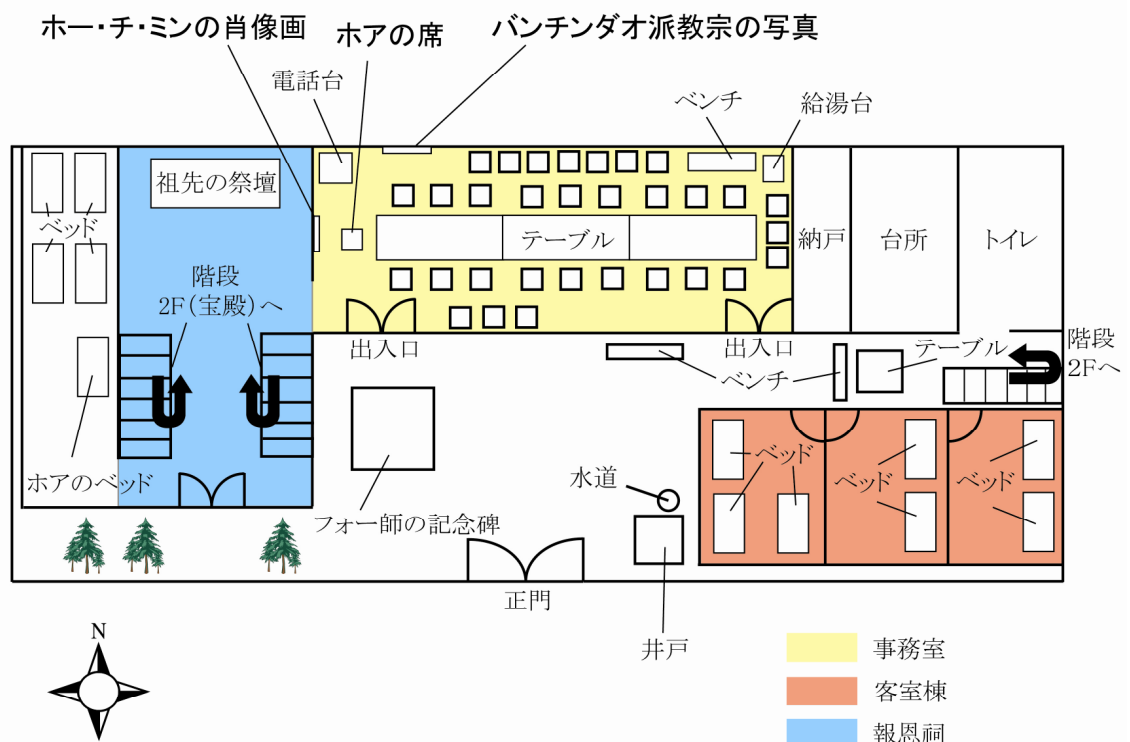 ホー・チ・ミンの肖像画
ホアの席
バンチンダオ派教宗の写真
電話台
ベンチ
給湯台
祖先の祭壇
ベッド
テーブル
納戸
台所
トイレ
階段
2F(宝殿)へ
出入口
出入口
ベンチ
テーブル
階段
2Fへ
ホアのベッド
フォー師の記念碑
水道
ベッド
ベッド
ベッド
正門
井戸
N
事務室
客室棟
報恩祠